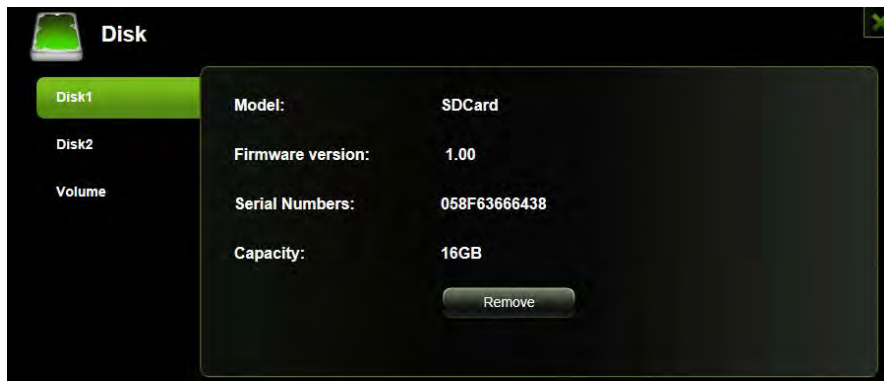 Disk
Disk1
Disk2
Volume
Model: SDCard
Firmware version: 1.00
Serial Numbers: 058F63666438
Capacity: 16GB
Remove